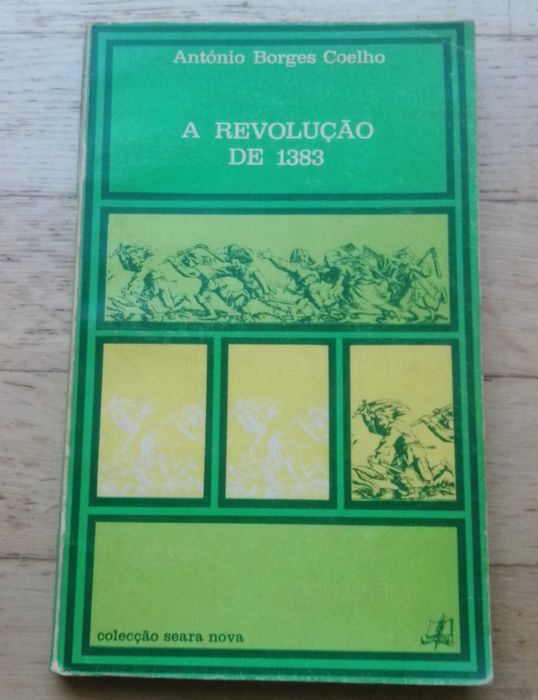 António Borges Coelho
A REVOLUÇÃO
DE 1383
colecção seara nova